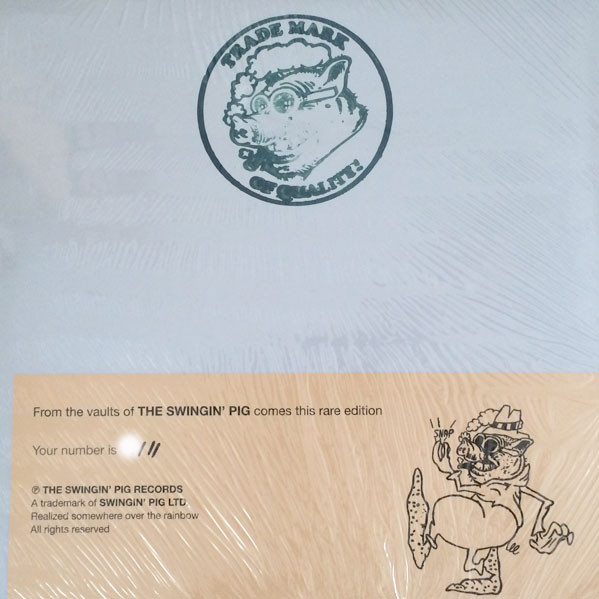 TRADE MARK
OF QUALITY!
From the vaults of THE SWINGIN' PIG comes this rare edition
SNAP
Your number is / //
℗ THE SWINGIN' PIG RECORDS
A trademark of SWINGIN' PIG LTD.
Realized somewhere over the rainbow
All rights reserved